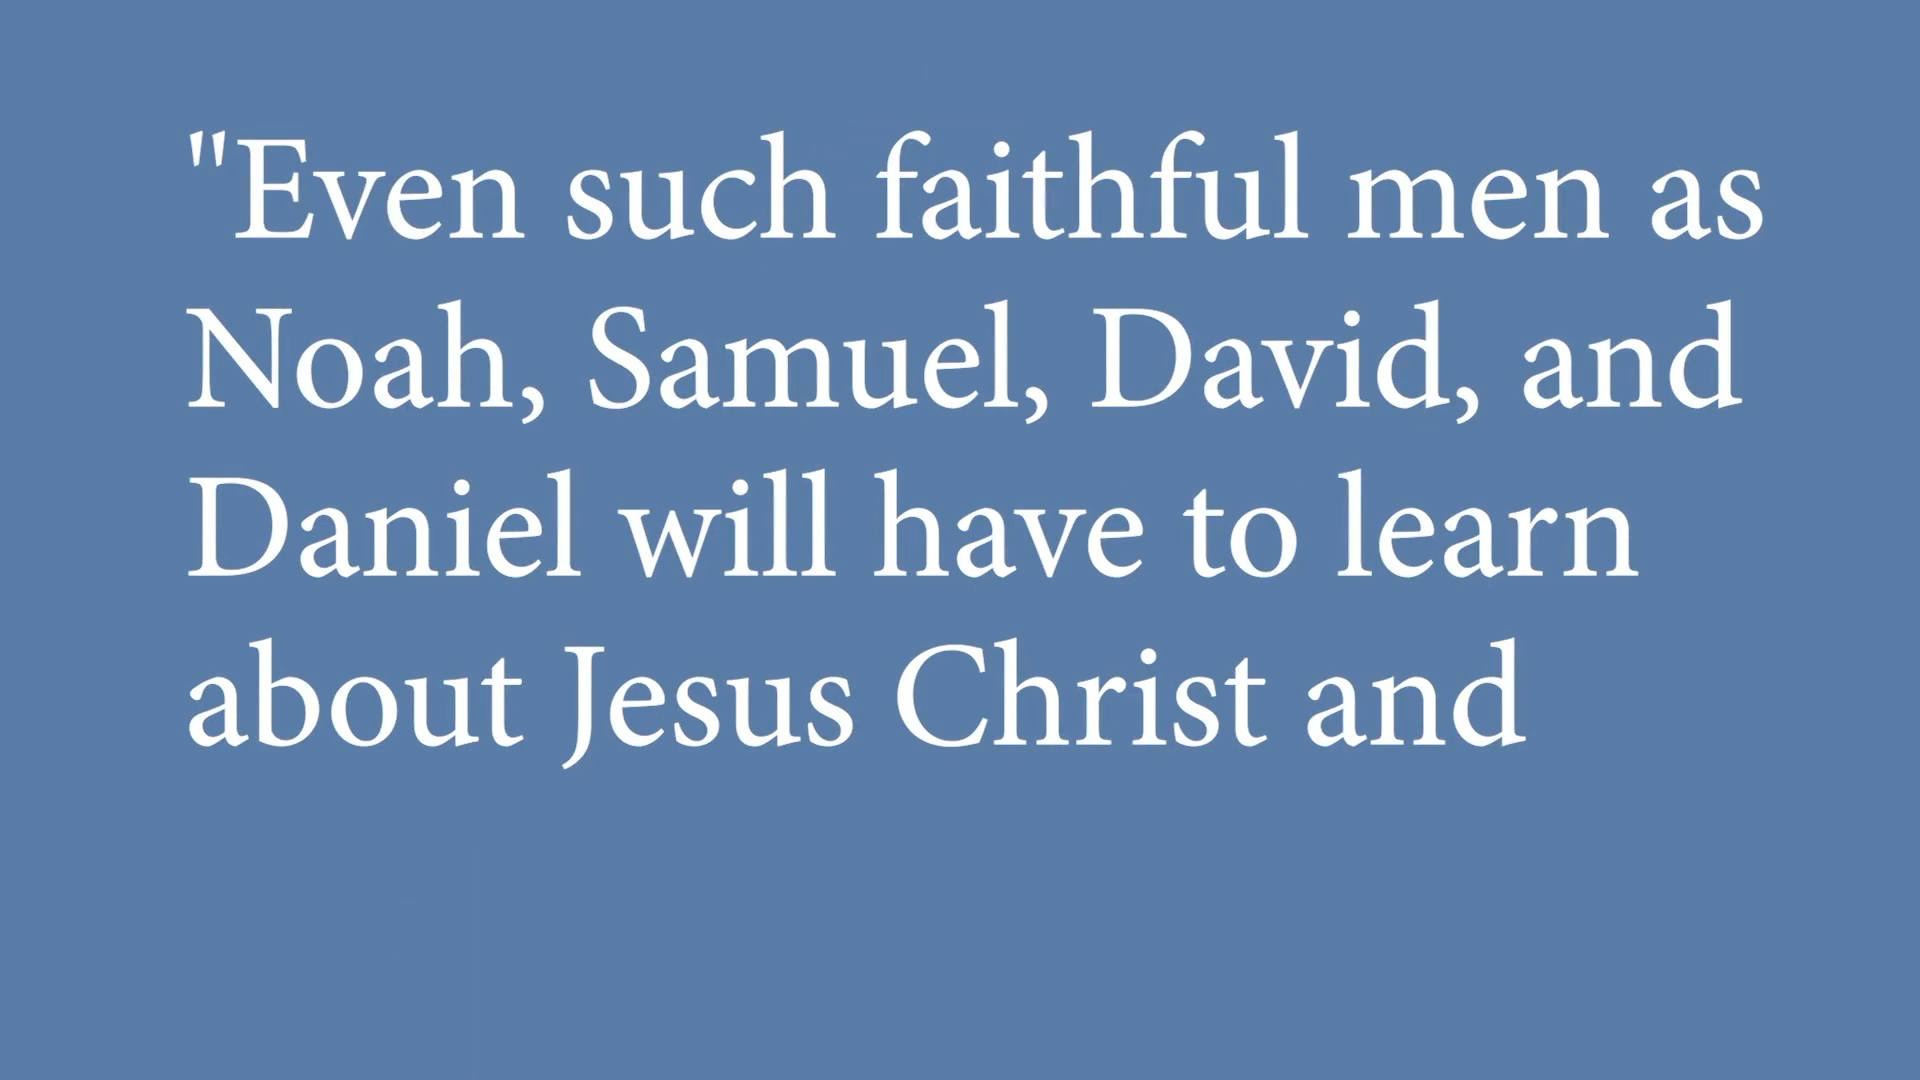 "Even such faithful men as
Noah, Samuel, David, and
Daniel will have to learn
about Jesus Christ and